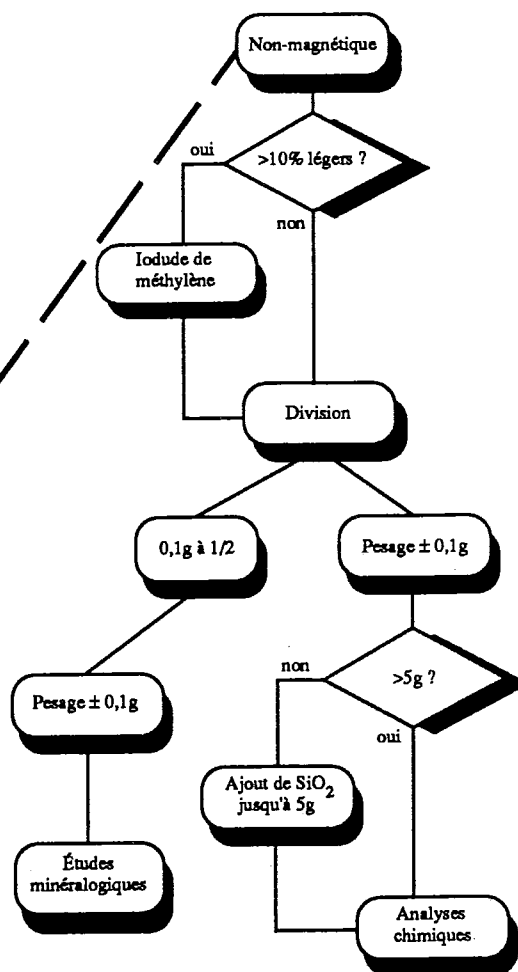 Non-magnétique
oui
>10% légers ?
non
Iodude de
méthylène
Division
0,1g à 1/2
Pesage ± 0,1g
non
>5g ?
Pesage ± 0,1g
oui
Ajout de SiO₂
jusqu'à 5g
Études
minéralogiques
Analyses
chimiques